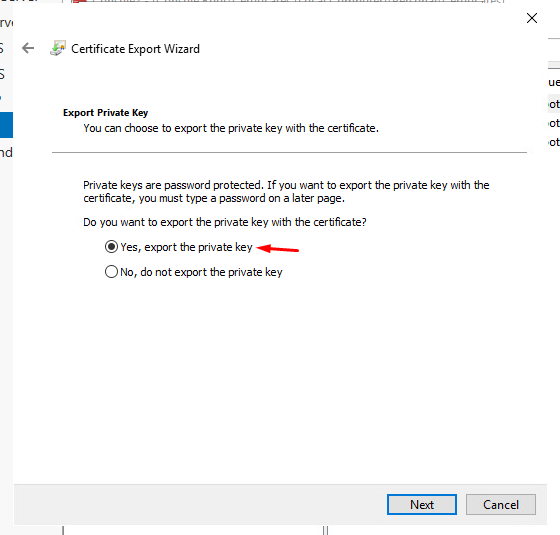 Certificate Export Wizard
Export Private Key
You can choose to export the private key with the certificate.
Private keys are password protected. If you want to export the private key with the
certificate, you must type a password on a later page.
Do you want to export the private key with the certificate?
Yes, export the private key
No, do not export the private key
Next
Cancel